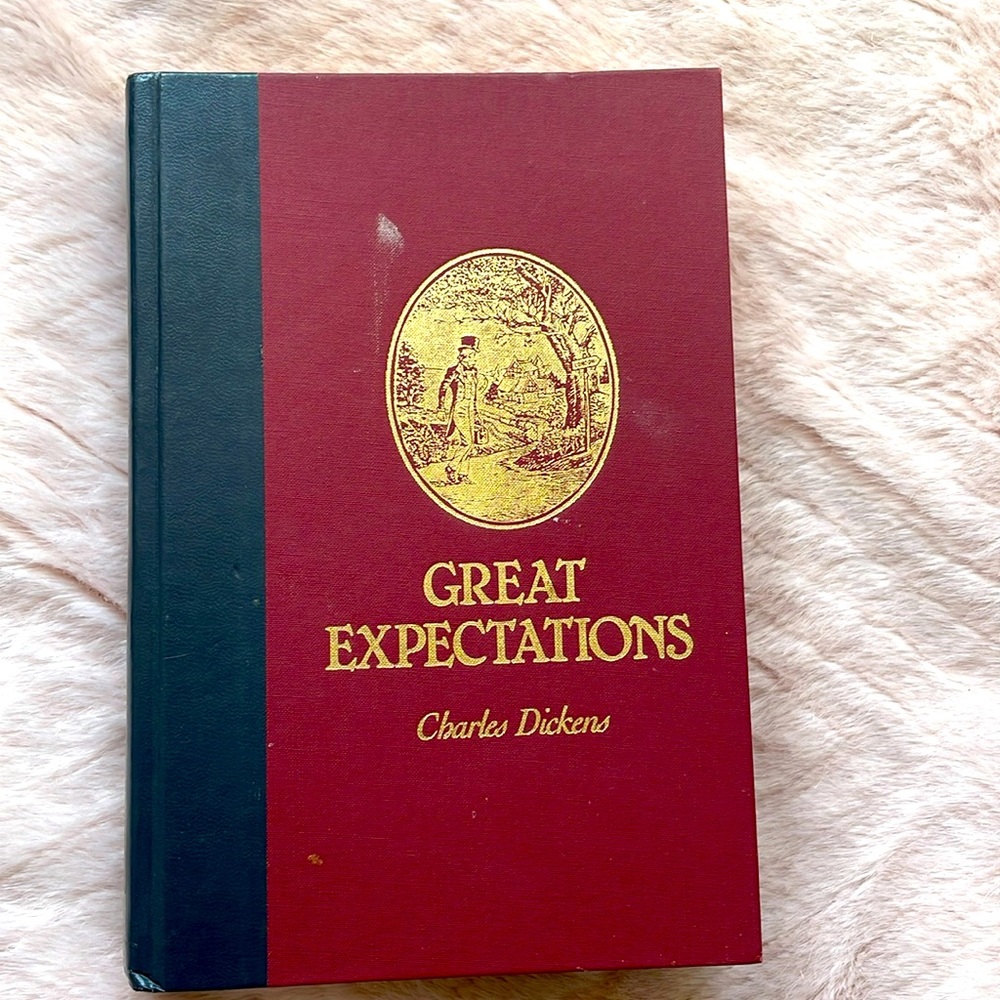 GREAT
EXPECTATIONS
Charles Dickens